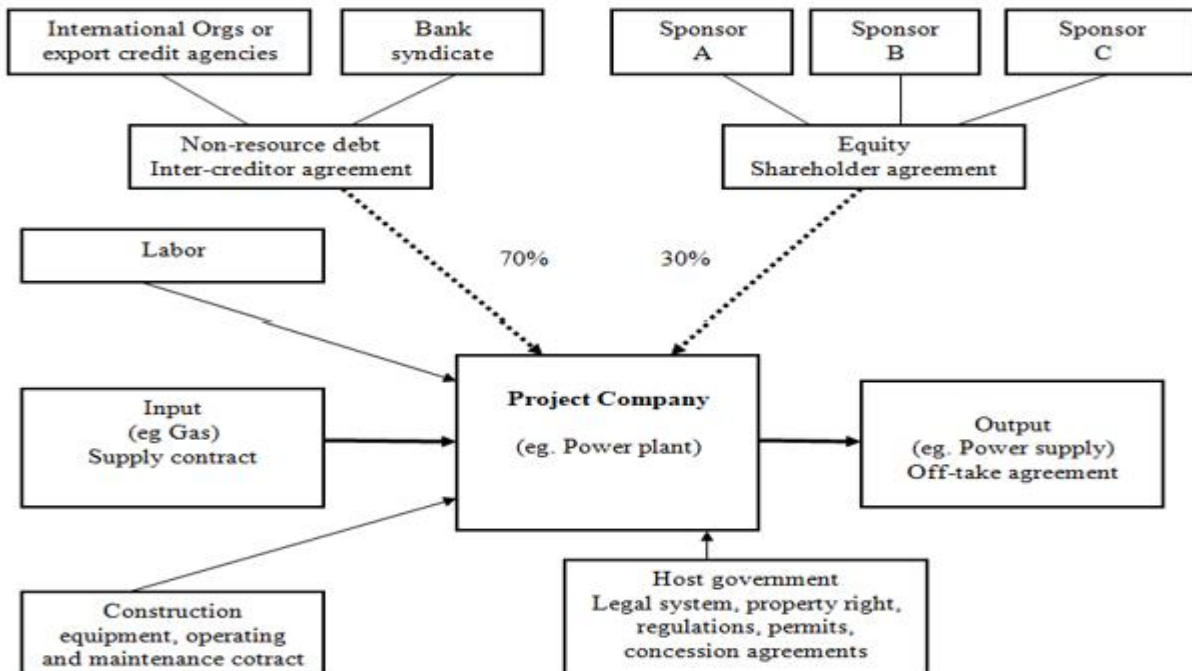 International Orgs or
export credit agencies
Bank
syndicate
Sponsor
A
Sponsor
B
Sponsor
C
Non-resource debt
Inter-creditor agreement
Equity
Shareholder agreement
Labor
70%
30%
Input
(eg Gas)
Supply contract
Project Company
(eg. Power plant)
Output
(eg. Power supply)
Off-take agreement
Construction
equipment, operating
and maintenance cotract
Host government
Legal system, property right,
regulations, permits,
concession agreements